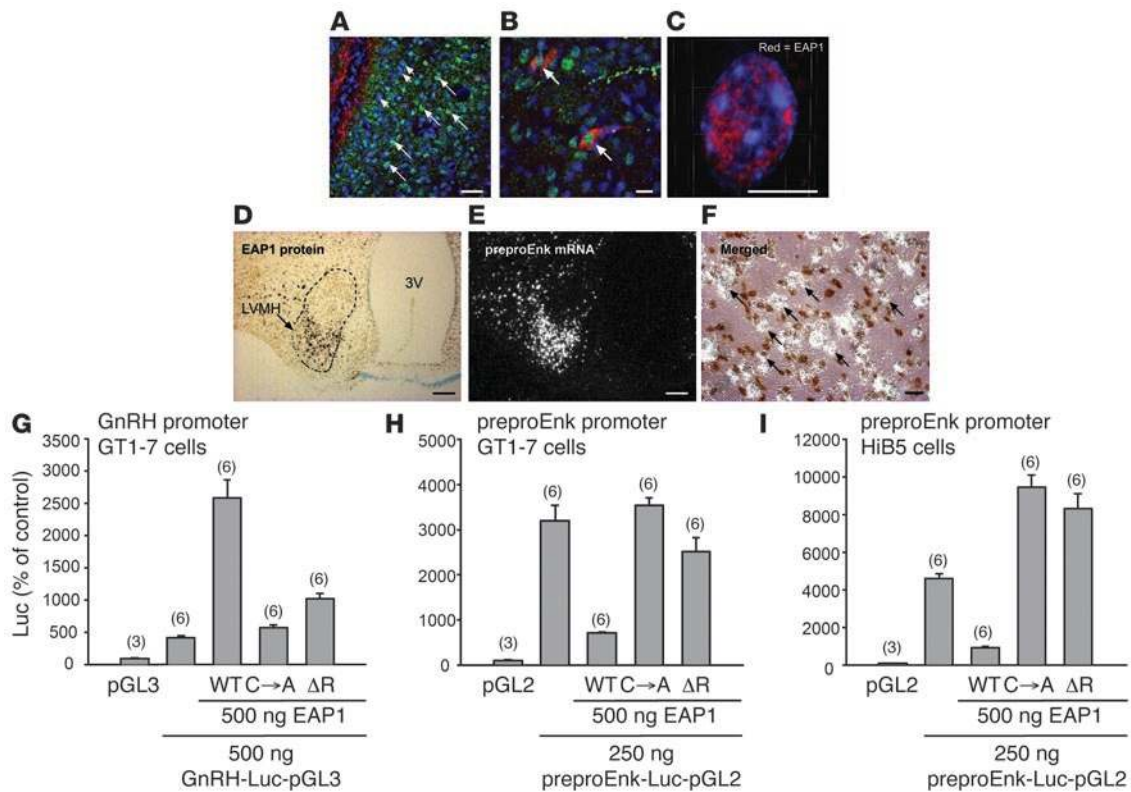 A
B
C
Red = EAP1
D
E
F
EAP1 protein
preproEnk mRNA
Merged
LVMH
3V
G
GnRH promoter
GT1-7 cells
H
preproEnk promoter
GT1-7 cells
I
preproEnk promoter
HiB5 cells
Luc (% of control)
3500
3000
2500
2000
1500
1000
500
0
(3)
(6)
(6)
(6)
(6)
pGL3
WT C→A ΔR
500 ng EAP1
500 ng
GnRH-Luc-pGL3
5000
4000
3000
2000
1000
0
(3)
(6)
(6)
(6)
(6)
pGL2
WT C→A ΔR
500 ng EAP1
250 ng
preproEnk-Luc-pGL2
12000
10000
8000
6000
4000
2000
0
(3)
(6)
(6)
(6)
(6)
pGL2
WT C→A ΔR
500 ng EAP1
250 ng
preproEnk-Luc-pGL2